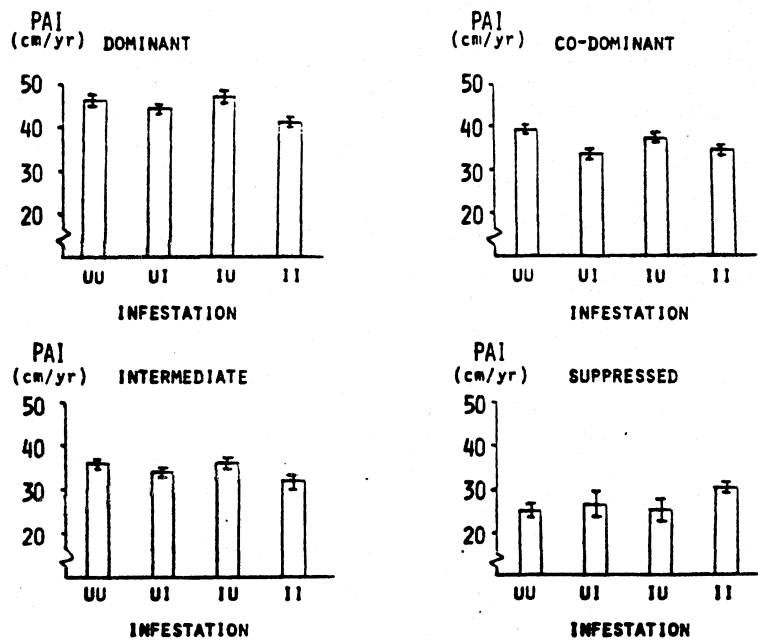 PAI
(cm/yr) DOMINANT
50
40
30
20
UU UI IU II
INFESTATION
PAI
(cm/yr) CO-DOMINANT
50
40
30
20
UU UI IU II
INFESTATION
PAI
(cm/yr) INTERMEDIATE
50
40
30
20
UU UI IU II
INFESTATION
PAI
(cm/yr) SUPPRESSED
50
40
30
20
UU UI IU II
INFESTATION